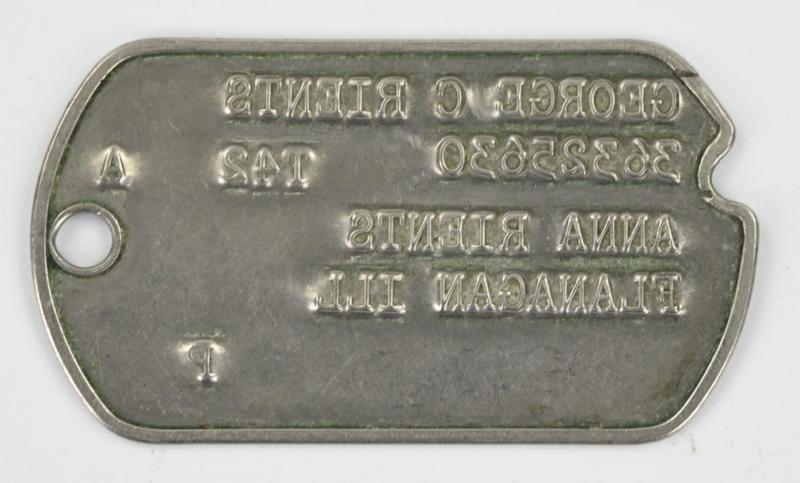 GEORGE C RIENTS
36325630 T42 A
ANNA RIENTS
FLANAGAN ILL
P